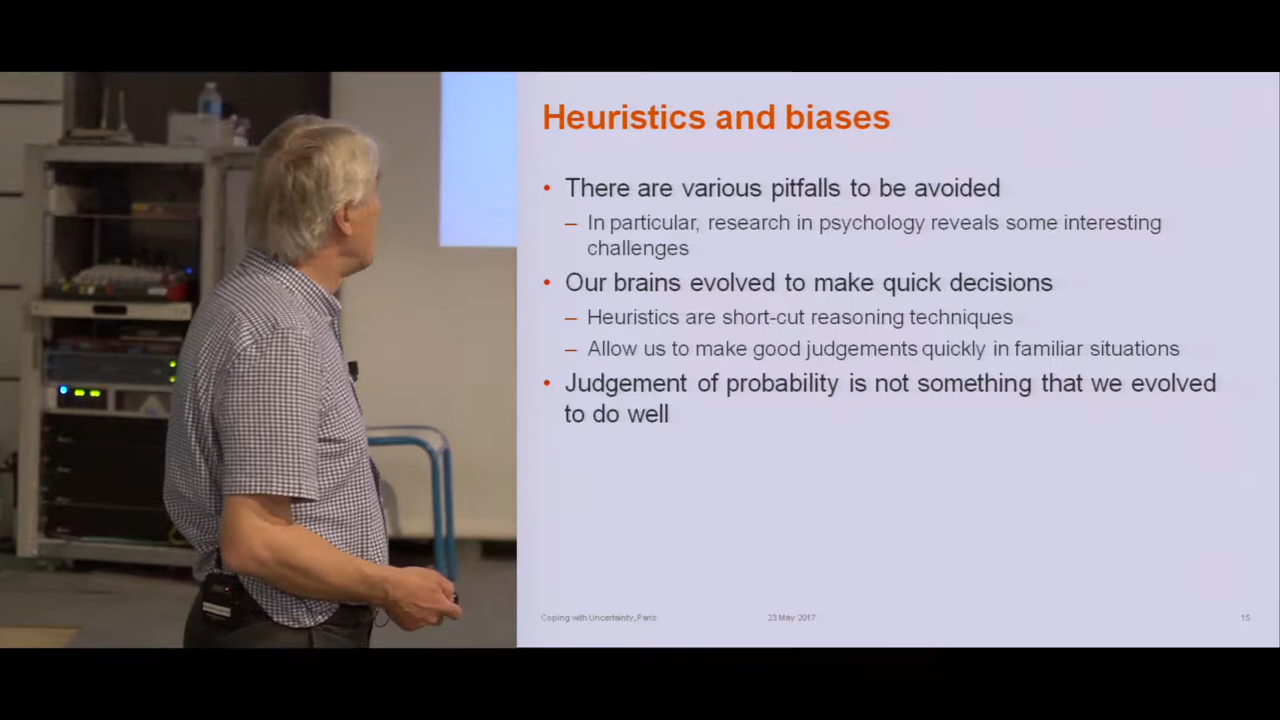 Heuristics and biases
• There are various pitfalls to be avoided
– In particular, research in psychology reveals some interesting
challenges
• Our brains evolved to make quick decisions
– Heuristics are short-cut reasoning techniques
– Allow us to make good judgements quickly in familiar situations
• Judgement of probability is not something that we evolved
to do well
Coping with Uncertainty, Paris 23 May 2017 15